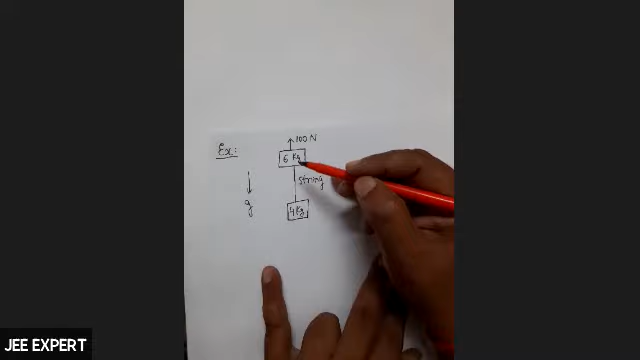 Ex:
100 N
6 Kg
string
g
4 Kg
JEE EXPERT